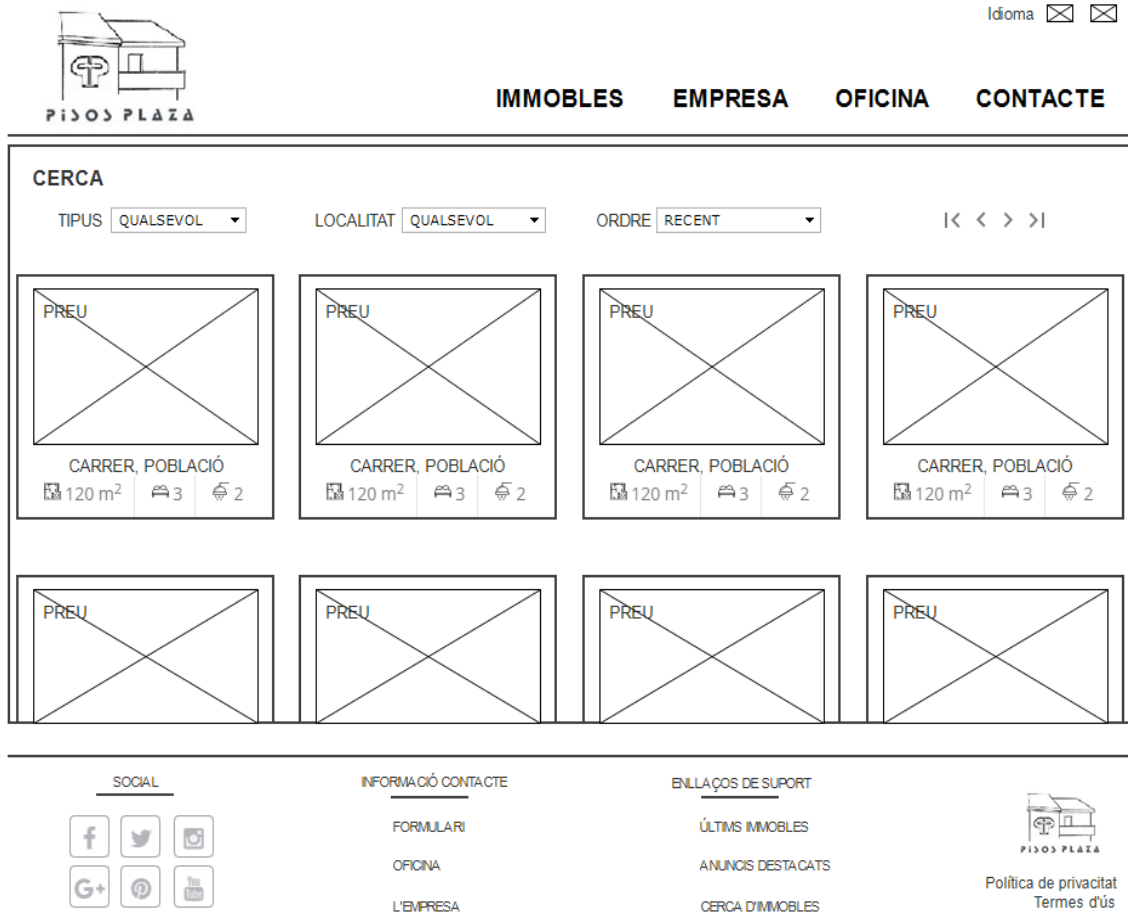 Idioma
PISOS PLAZA
IMMOBLES EMPRESA OFICINA CONTACTE
CERCA
TIPUS QUALSEVOL LOCALITAT QUALSEVOL ORDRE RECENT
PREU PREU PREU PREU
CARRER, POBLACIÓ CARRER, POBLACIÓ CARRER, POBLACIÓ CARRER, POBLACIÓ
120 m² 3 2 120 m² 3 2 120 m² 3 2 120 m² 3 2
PREU PREU PREU PREU
SOCIAL INFORMACIÓ CONTACTE ENLLAÇOS DE SUPORT
FORMULARI ÚLTIMS IMMOBLES
PISOS PLAZA
OFICINA ANUNCIS DESTACATS
G+ You Tube
Política de privacitat
L'EMPRESA CERCA D'IMMOBLES Termes d'ús